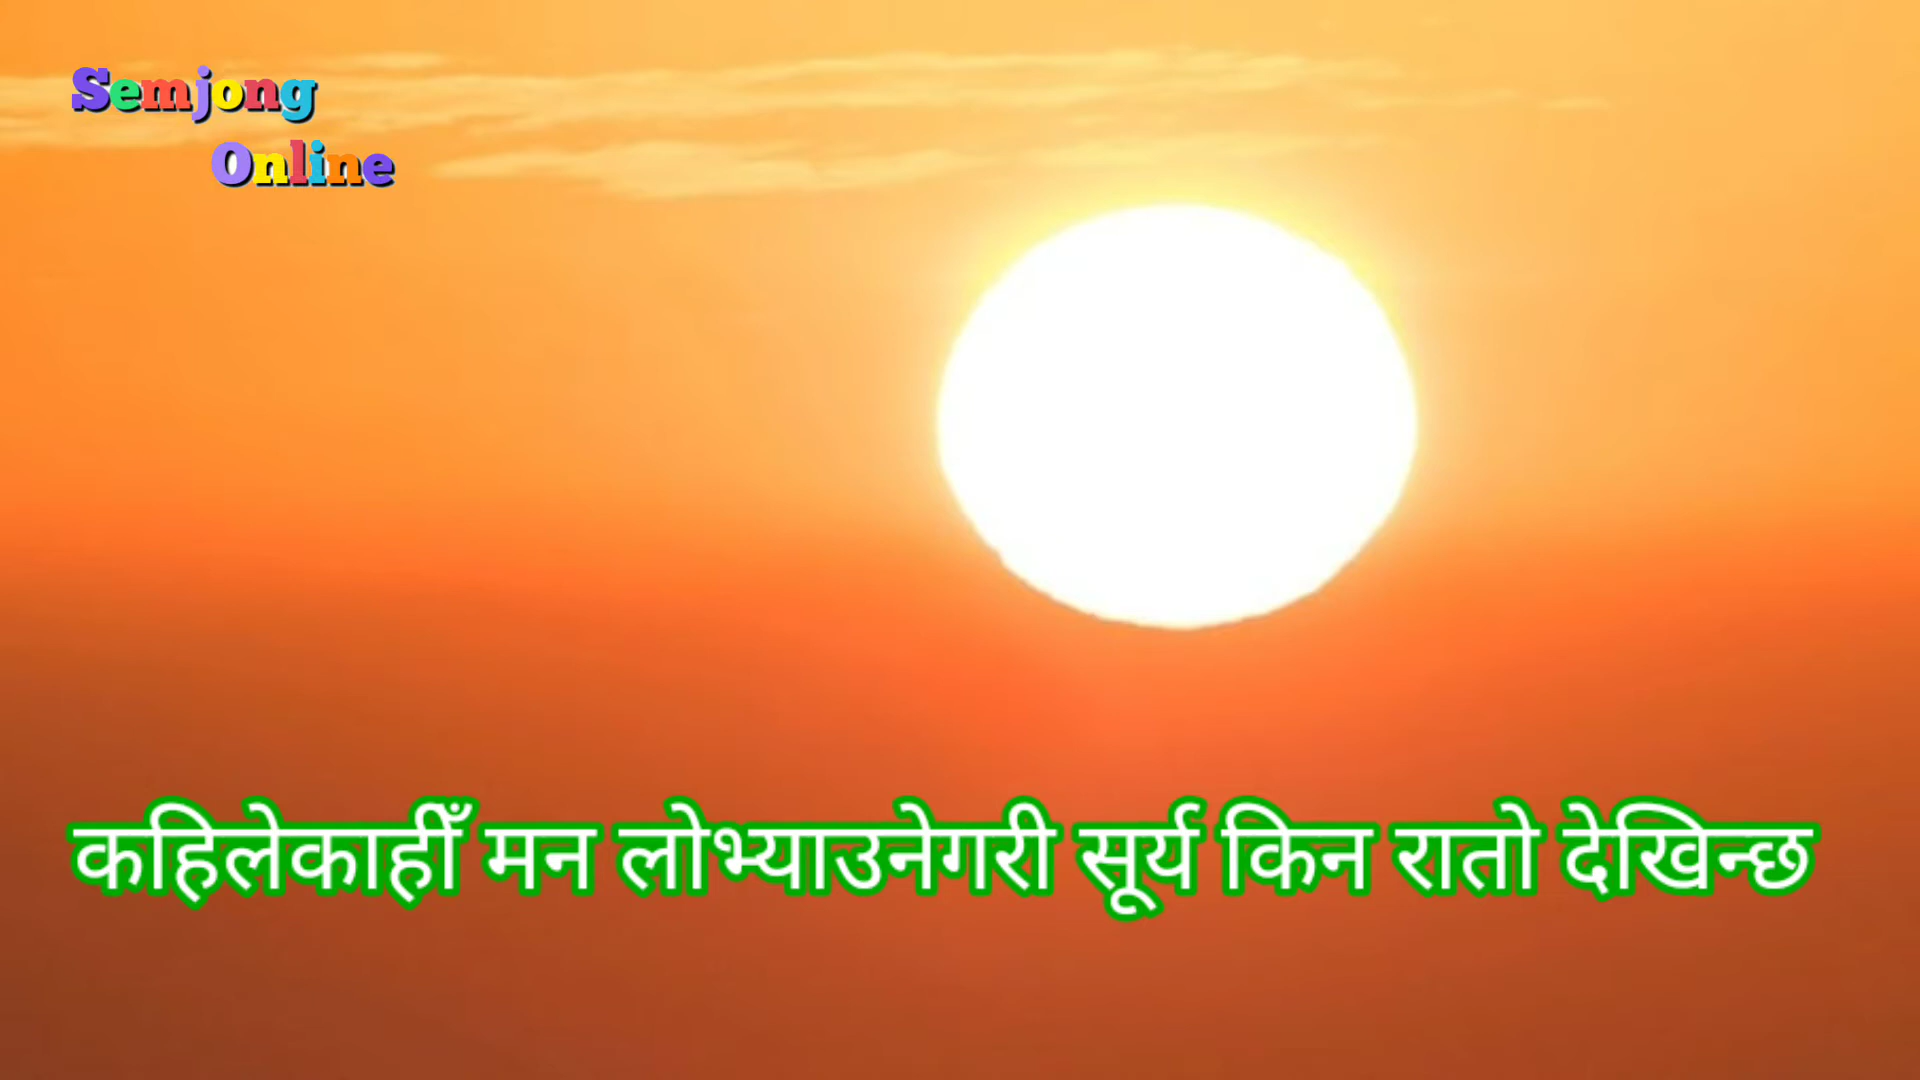 Semjong
Online
कहिलेकाहीँ मन लोभ्याउनेगरी सूर्य किन रातो देखिन्छ